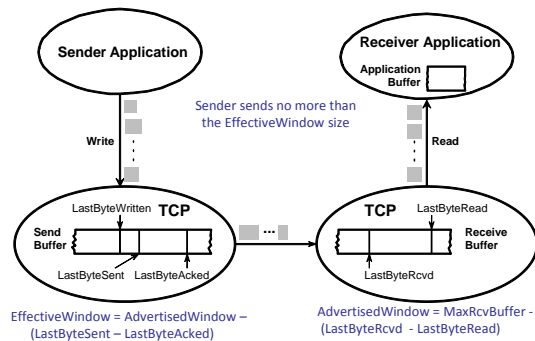 Sender Application
Receiver Application
Application
Buffer
Sender sends no more than
the EffectiveWindow size
Write
Read
LastByteWritten
TCP
Send
Buffer
LastByteSent
LastByteAcked
TCP
LastByteRead
Receive
Buffer
LastByteRcvd
EffectiveWindow = AdvertisedWindow –
(LastByteSent – LastByteAcked)
AdvertisedWindow = MaxRcvBuffer -
(LastByteRcvd - LastByteRead)